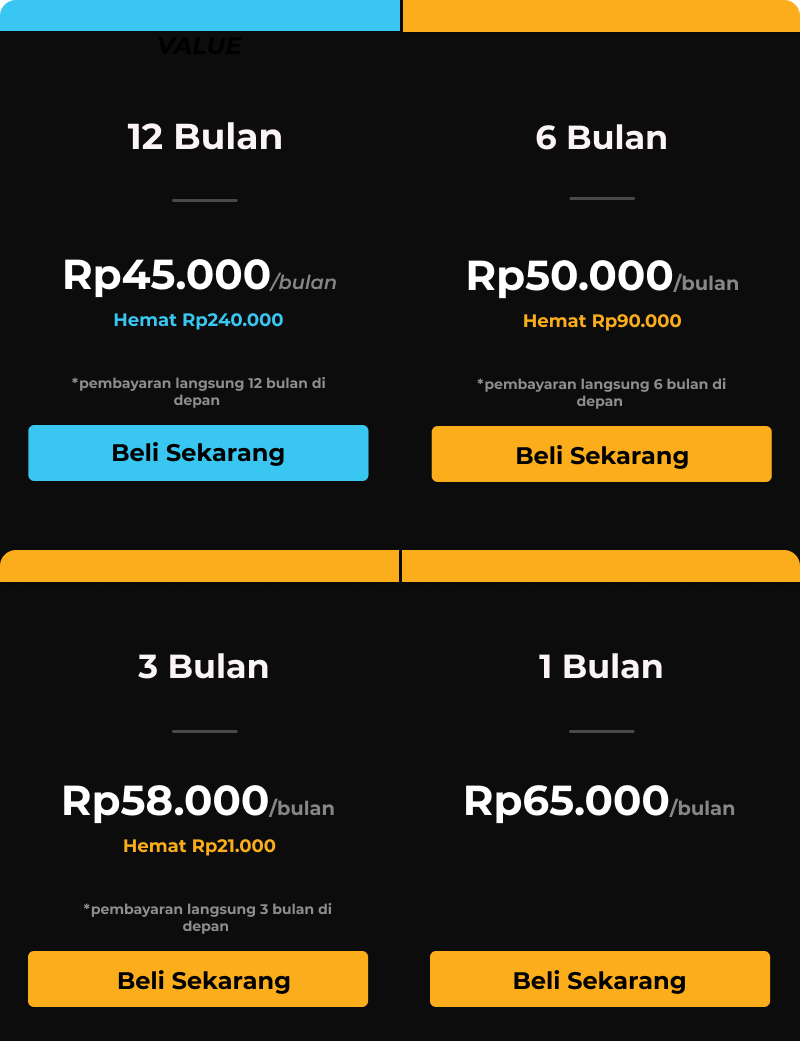 VALUE
12 Bulan
Rp45.000/bulan
Hemat Rp240.000
*pembayaran langsung 12 bulan di
depan
Beli Sekarang
6 Bulan
Rp50.000/bulan
Hemat Rp90.000
*pembayaran langsung 6 bulan di
depan
Beli Sekarang
3 Bulan
Rp58.000/bulan
Hemat Rp21.000
*pembayaran langsung 3 bulan di
depan
Beli Sekarang
1 Bulan
Rp65.000/bulan
Beli Sekarang